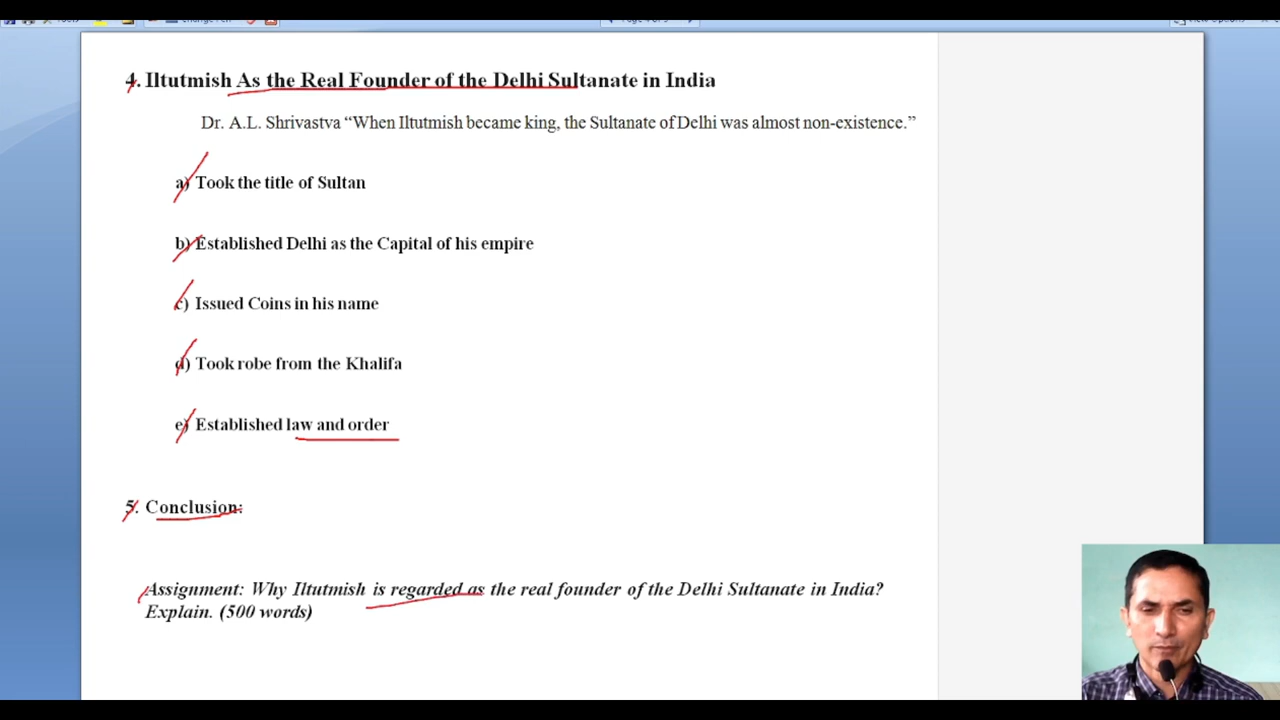 4. Iltutmish As the Real Founder of the Delhi Sultanate in India
Dr. A.L. Shrivastva “When Iltutmish became king, the Sultanate of Delhi was almost non-existence.”
a) Took the title of Sultan
b) Established Delhi as the Capital of his empire
c) Issued Coins in his name
d) Took robe from the Khalifa
e) Established law and order
5. Conclusion:
Assignment: Why Iltutmish is regarded as the real founder of the Delhi Sultanate in India?
Explain. (500 words)